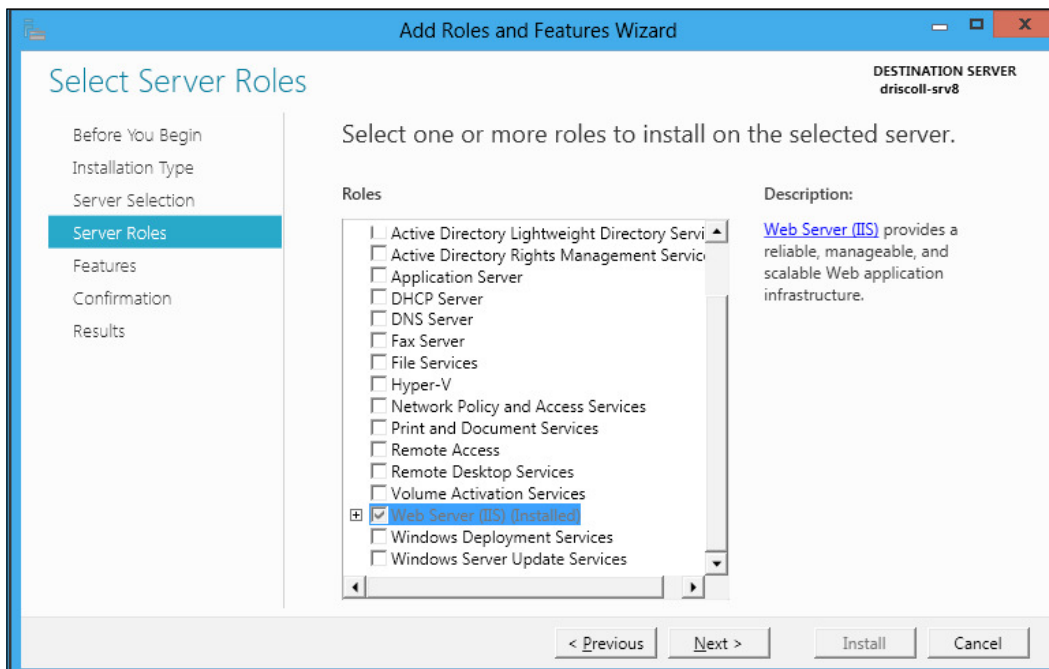 Add Roles and Features Wizard
Select Server Roles
DESTINATION SERVER
driscoll-srv8
Before You Begin
Installation Type
Server Selection
Server Roles
Features
Confirmation
Results
Select one or more roles to install on the selected server.
Roles
Active Directory Lightweight Directory Servi
Active Directory Rights Management Servic
Application Server
DHCP Server
DNS Server
Fax Server
File Services
Hyper-V
Network Policy and Access Services
Print and Document Services
Remote Access
Remote Desktop Services
Volume Activation Services
Web Server (IIS) (Installed)
Windows Deployment Services
Windows Server Update Services
Description:
Web Server (IIS) provides a
reliable, manageable, and
scalable Web application
infrastructure.
< Previous
Next >
Install
Cancel